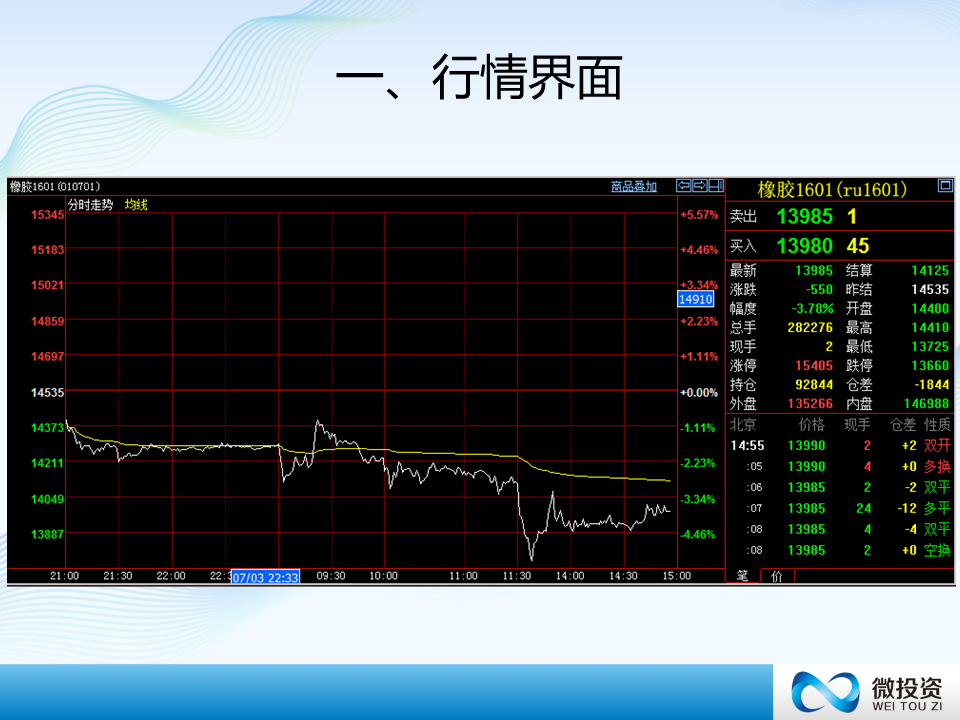 一、行情界面
橡胶1601 (010701)
商品叠加
分时走势 均线
15345
15183
15021
14859
14697
14535
14373
14211
14049
13887
+5.57%
+4.46%
+3.34%
14910
+2.23%
+1.11%
+0.00%
-1.11%
-2.23%
-3.34%
-4.46%
21:00 21:30 22:00 22:3 07/03 22:33 09:30 10:00 11:00 11:30 14:00 14:30 15:00
橡胶1601(ru1601)
卖出 13985 1
买入 13980 45
最新 13985 结算 14125
涨跌 -550 昨结 14535
幅度 -3.78% 开盘 14400
总手 282276 最高 14410
现手 2 最低 13725
涨停 15405 跌停 13660
持仓 92844 仓差 -1844
外盘 135266 内盘 146988
北京 价格 现手 仓差 性质
14:55 13990 2 +2 双开
:05 13990 4 +0 多换
:06 13985 2 -2 双平
:07 13985 24 -12 多平
:08 13985 4 -4 双平
:08 13985 2 +0 空换
笔 价
微投资
WEI TOU ZI